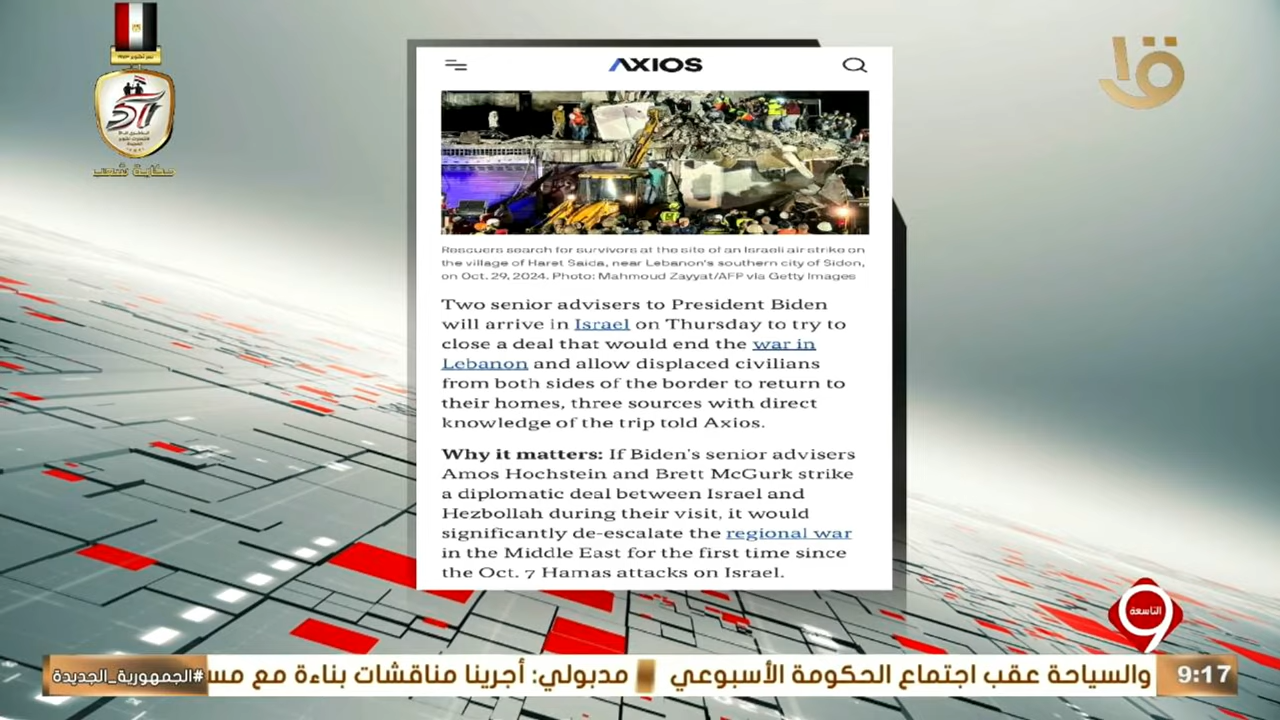 AXIOS
Rescuers search for survivors at the site of an Israeli air strike on
the village of Haret Saida, near Lebanon's southern city of Sidon,
on Oct. 29, 2024. Photo: Mahmoud Zayyat/AFP via Getty Images
Two senior advisers to President Biden
will arrive in Israel on Thursday to try to
close a deal that would end the war in
Lebanon and allow displaced civilians
from both sides of the border to return to
their homes, three sources with direct
knowledge of the trip told Axios.
Why it matters: If Biden's senior advisers
Amos Hochstein and Brett McGurk strike
a diplomatic deal between Israel and
Hezbollah during their visit, it would
significantly de-escalate the regional war
in the Middle East for the first time since
the Oct. 7 Hamas attacks on Israel.
حكاية شعب
التاسعة
9
والسياحة عقب اجتماع الحكومة الأسبوعي
مدبولي: أجرينا مناقشات بناءة مع مس
#الجمهورية_الجديدة
9:17